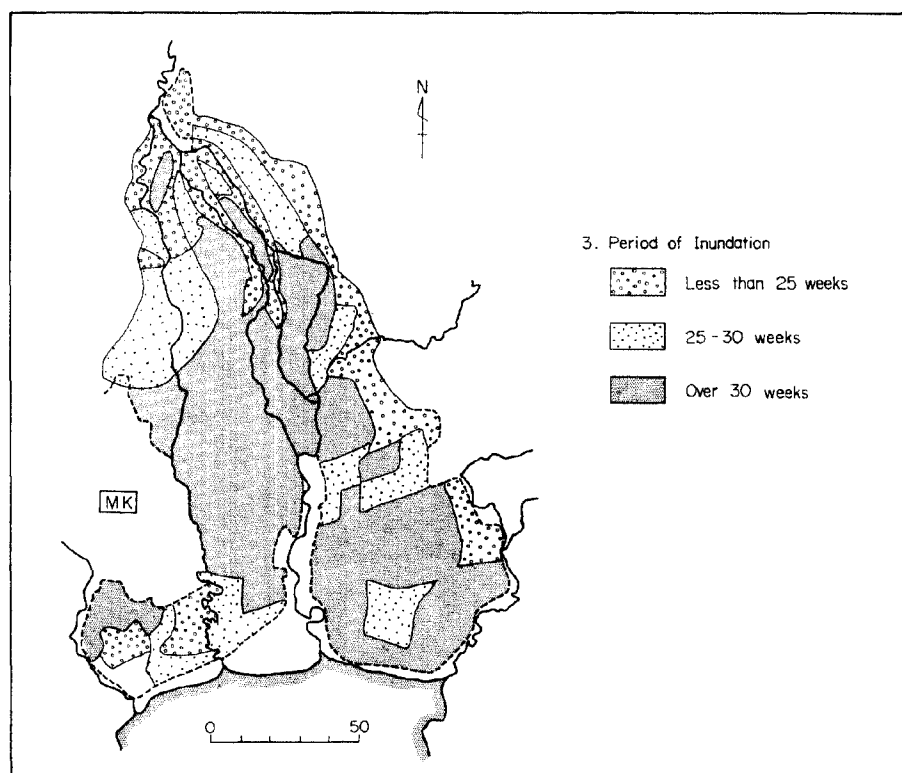 N
3. Period of Inundation
Less than 25 weeks
25-30 weeks
Over 30 weeks
MK
0 50